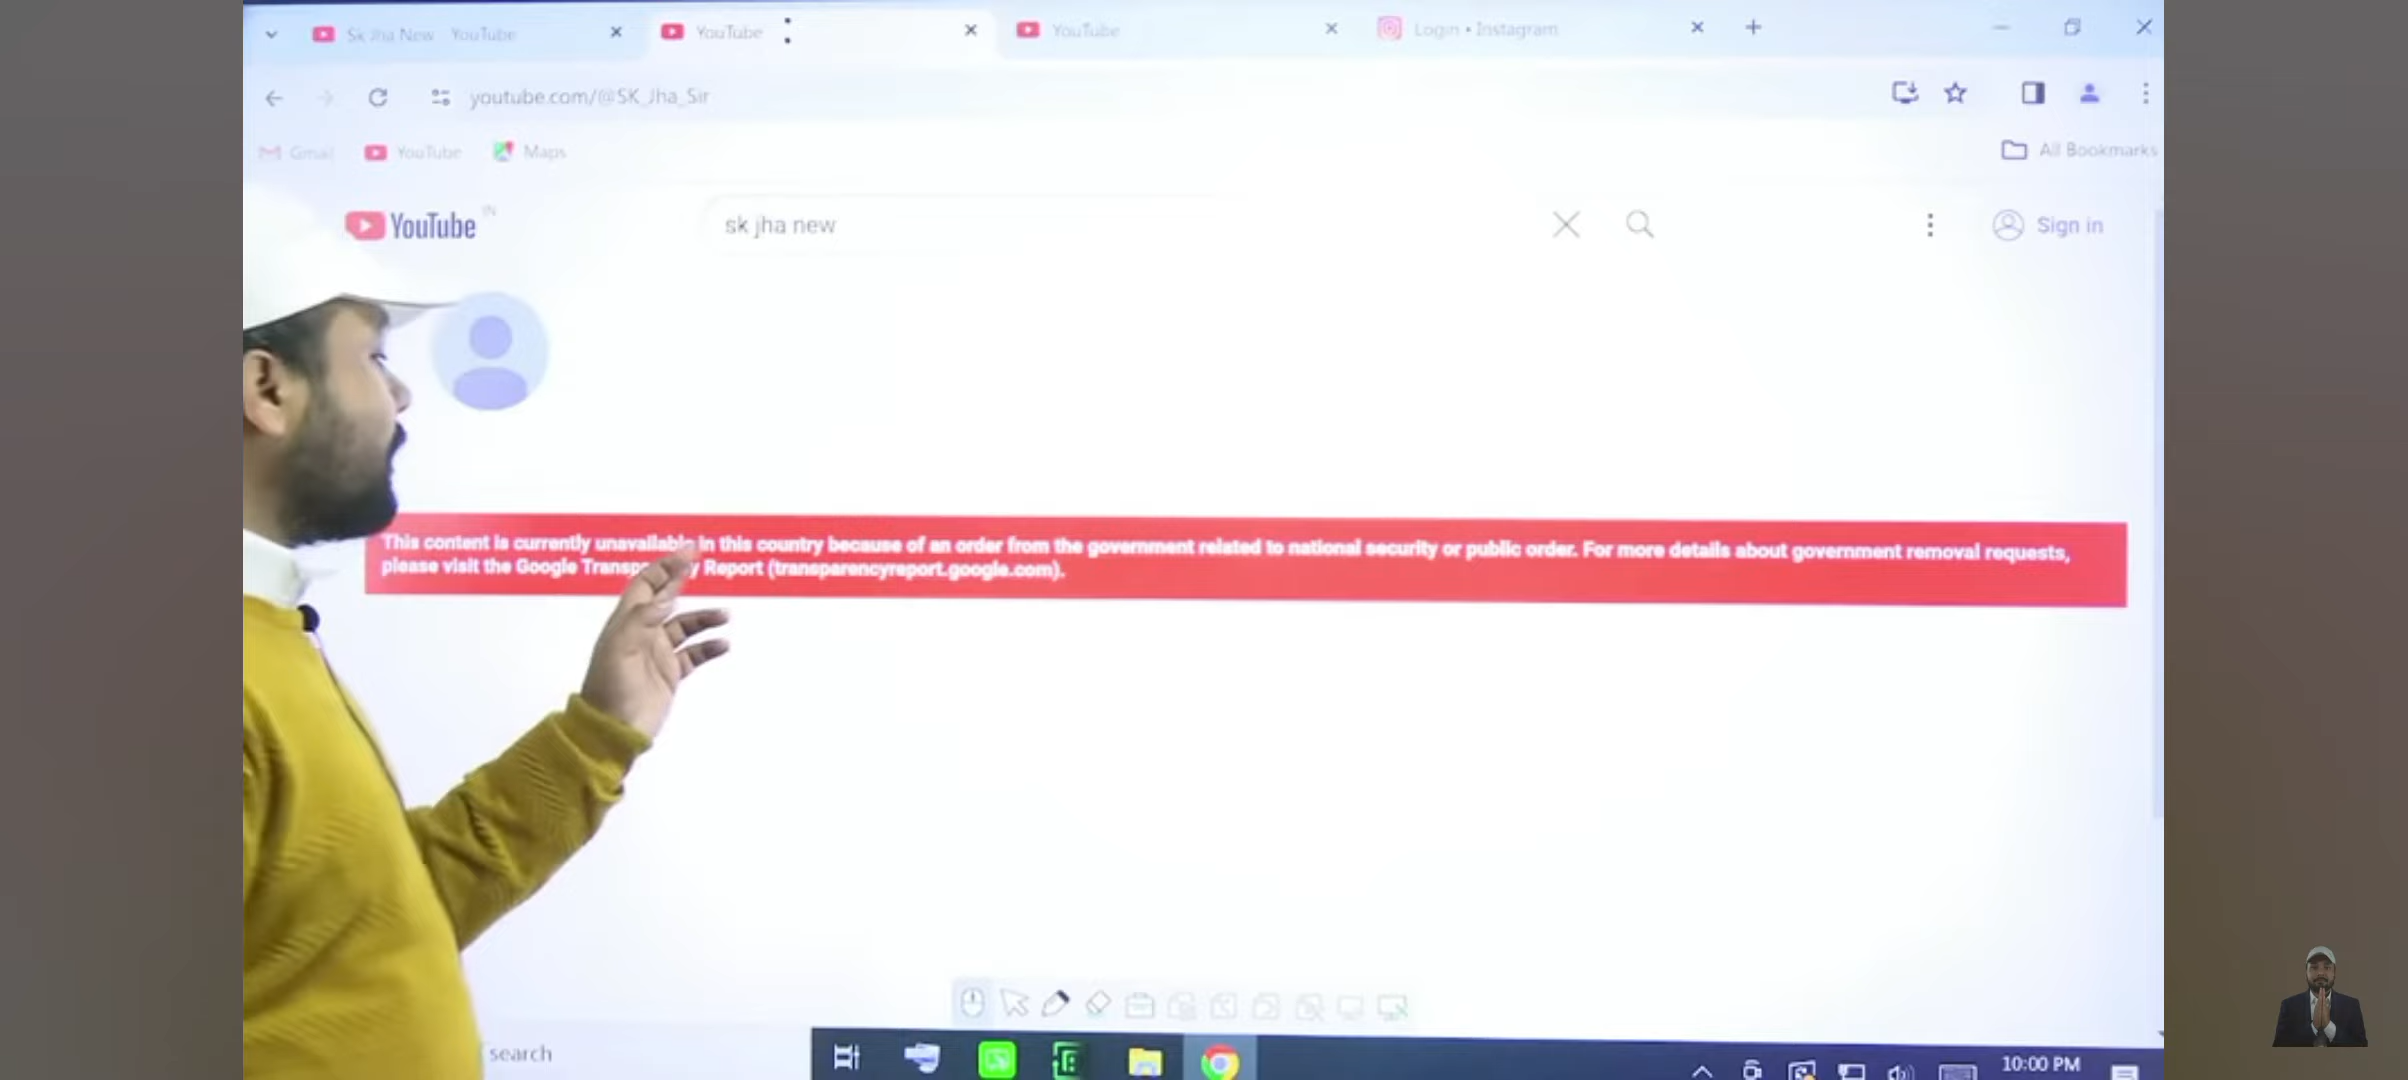 Sk Jha New YouTube
YouTube
YouTube
Login • Instagram
youtube.com/@SK_Jha_Sir
Gmail
YouTube
Maps
All Bookmarks
YouTube IN
sk jha new
Sign in
This content is currently unavailable in this country because of an order from the government related to national security or public order. For more details about government removal requests,
please visit the Google Transp y Report (transparencyreport.google.com).
search
10:00 PM